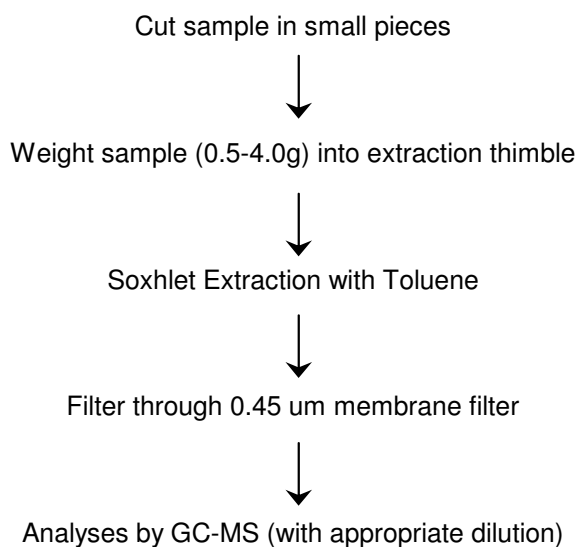 Cut sample in small pieces
Weight sample (0.5-4.0g) into extraction thimble
Soxhlet Extraction with Toluene
Filter through 0.45 um membrane filter
Analyses by GC-MS (with appropriate dilution)